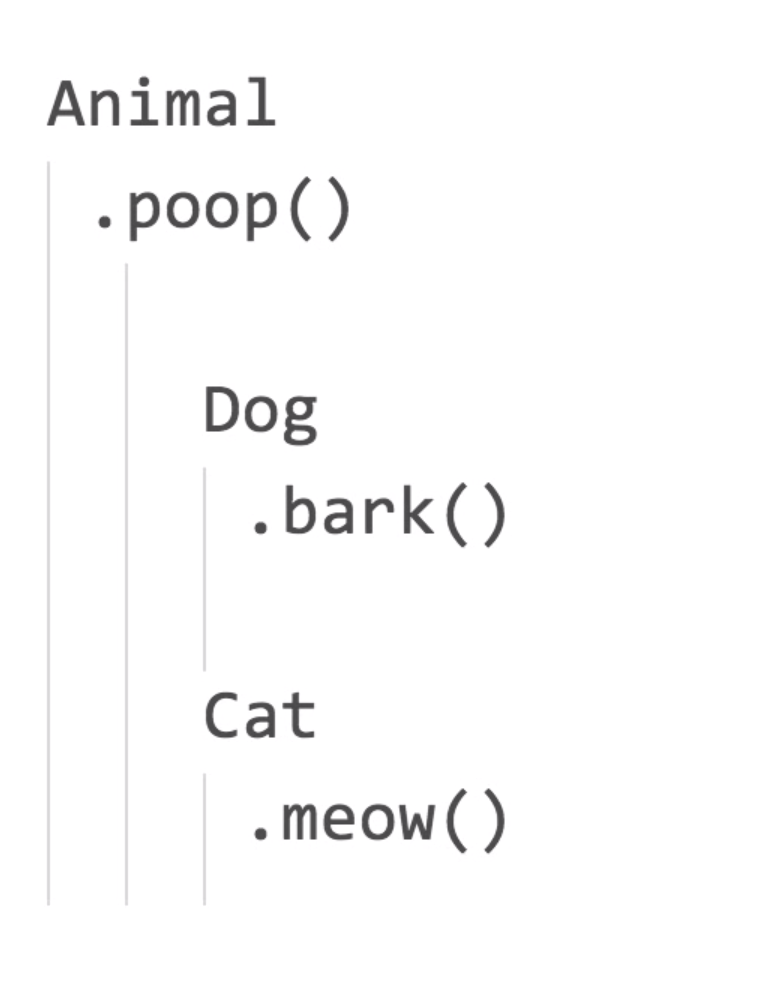 Animal
.poop()
Dog
.bark()
Cat
.meow()